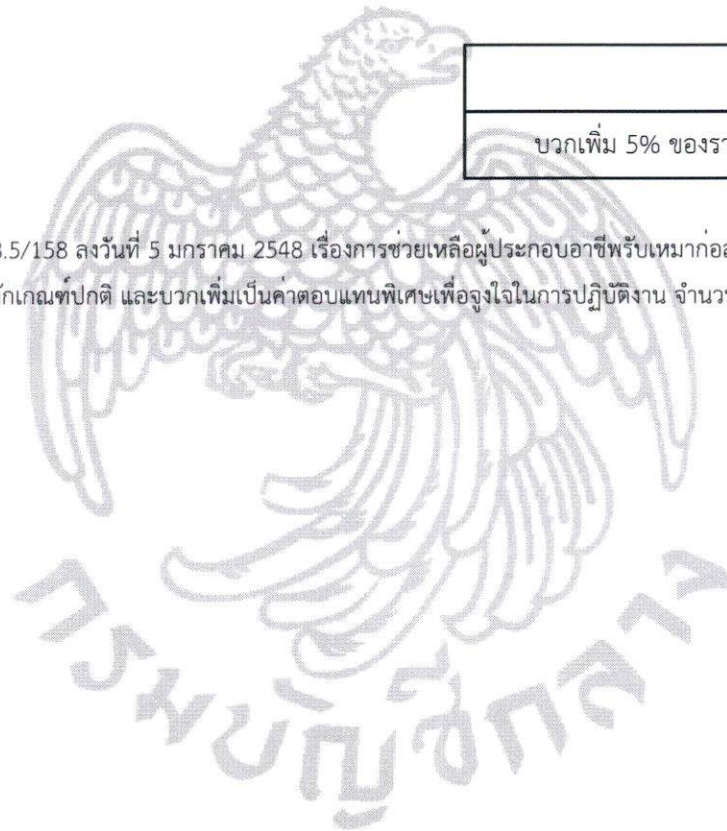 บวกเพิ่ม 5% ของรา
3.5/158 ลงวันที่ 5 มกราคม 2548 เรื่องการช่วยเหลือผู้ประกอบอาชีพรับเหมาก่อส
ักเกณฑ์ปกติ และบวกเพิ่มเป็นค่าตอบแทนพิเศษเพื่อจูงใจในการปฏิบัติงาน จำนวน
กรมบัญชีกลาง